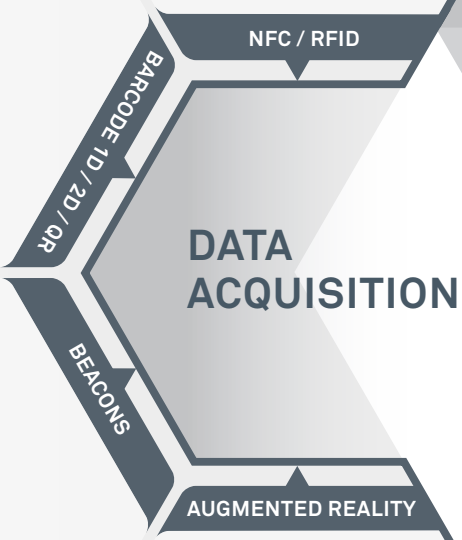 NFC / RFID
BARCODE 1D / 2D / QR
DATA
ACQUISITION
BEACONS
AUGMENTED REALITY